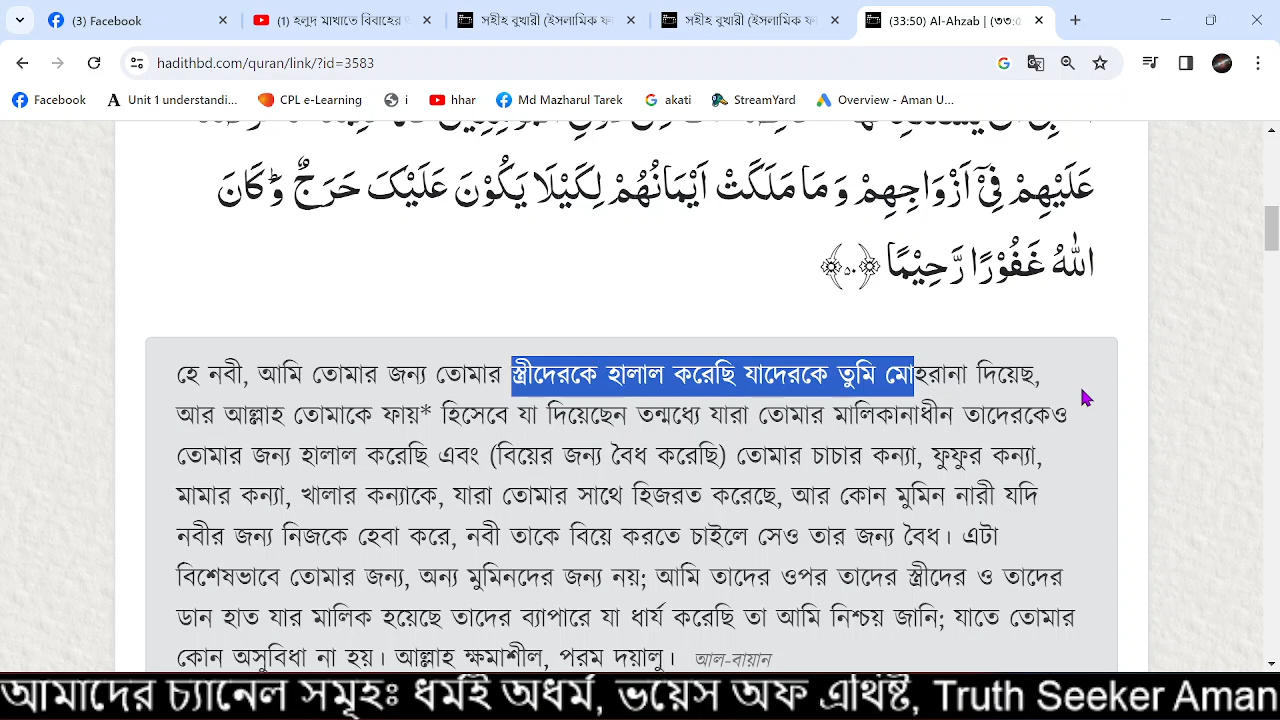 (3) Facebook
(1) হলুদ মাখাতে বিবাহের
সহীহ বুখারী (ইসলামিক
সহীহ বুখারী (ইসলামিক ফা
(33:50) Al-Ahzab |
hadithbd.com/quran/link/?id=3583
Facebook
Unit 1 understandi...
CPL e-Learning
i
hhar
Md Mazharul Tarek
akati
StreamYard
Overview - Aman U...
عَلَيْهِمْ فِيْۤ اَزْوَاجِهِمْ وَ مَا مَلَكَتْ اَيْمَانُهُمْ لِكَيْلَا يَكُوْنَ عَلَيْكَ حَرَجٌ ؕ وَ كَانَ
اللّٰهُ غَفُوْرًا رَّحِيْمًا ﴿۵۰﴾
হে নবী, আমি তোমার জন্য তোমার স্ত্রীদেরকে হালাল করেছি যাদেরকে তুমি মোহরানা দিয়েছ,
আর আল্লাহ তোমাকে ফায়* হিসেবে যা দিয়েছেন তন্মধ্যে যারা তোমার মালিকানাধীন তাদেরকেও
তোমার জন্য হালাল করেছি এবং (বিয়ের জন্য বৈধ করেছি) তোমার চাচার কন্যা, ফুফুর কন্যা,
মামার কন্যা, খালার কন্যাকে, যারা তোমার সাথে হিজরত করেছে, আর কোন মুমিন নারী যদি
নবীর জন্য নিজকে হেবা করে, নবী তাকে বিয়ে করতে চাইলে সেও তার জন্য বৈধ। এটা
বিশেষভাবে তোমার জন্য, অন্য মুমিনদের জন্য নয়; আমি তাদের ওপর তাদের স্ত্রীদের ও তাদের
ডান হাত যার মালিক হয়েছে তাদের ব্যাপারে যা ধার্য করেছি তা আমি নিশ্চয় জানি; যাতে তোমার
কোন অসুবিধা না হয়। আল্লাহ ক্ষমাশীল, পরম দয়ালু। আল-বায়ান
আমাদের চ্যানেল সমূহঃ ধর্মই অধর্ম, ভয়েস অফ এথিষ্ট, Truth Seeker Aman